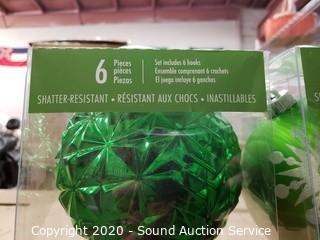 6
Pieces
pièces
Piezas
Set includes 6 hooks
Ensemble comprenant 6 crochets
El juego incluye 6 ganchos
SHATTER-RESISTANT • RÉSISTANT AUX CHOCS • INASTILLABLES
Copyright 2020 - Sound Auction Service